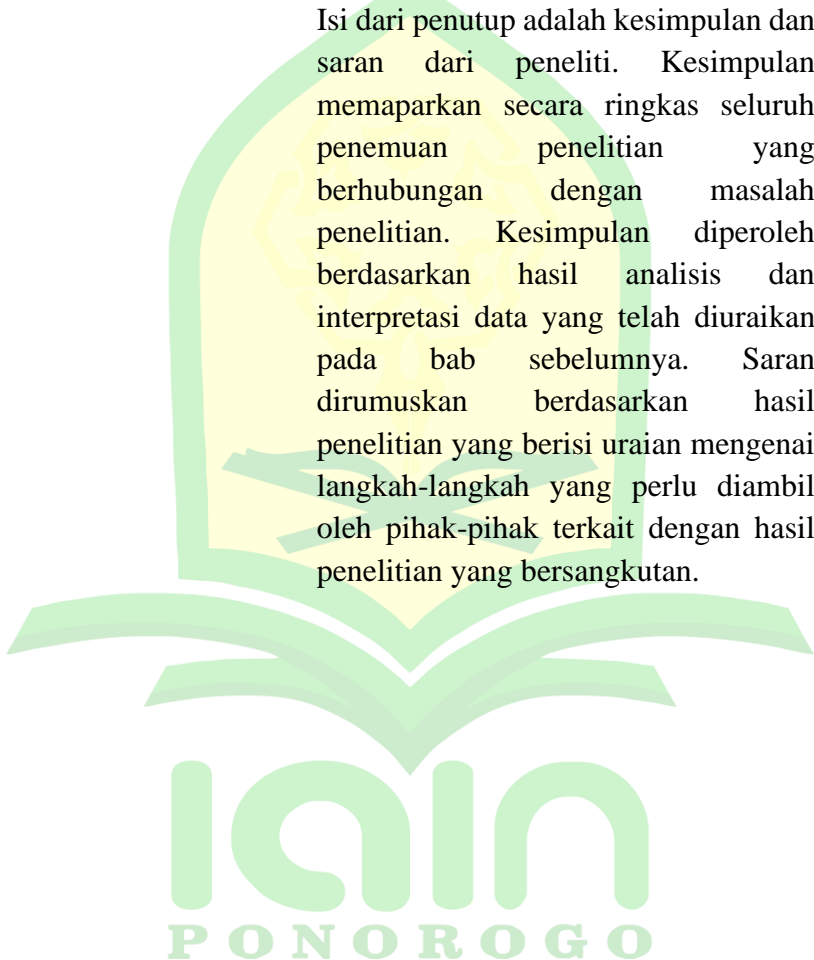 Isi dari penutup adalah kesimpulan dan
saran dari peneliti. Kesimpulan
memaparkan secara ringkas seluruh
penemuan penelitian yang
berhubungan dengan masalah
penelitian. Kesimpulan diperoleh
berdasarkan hasil analisis dan
interpretasi data yang telah diuraikan
pada bab sebelumnya. Saran
dirumuskan berdasarkan hasil
penelitian yang berisi uraian mengenai
langkah-langkah yang perlu diambil
oleh pihak-pihak terkait dengan hasil
penelitian yang bersangkutan.
IAIN
PONOROGO